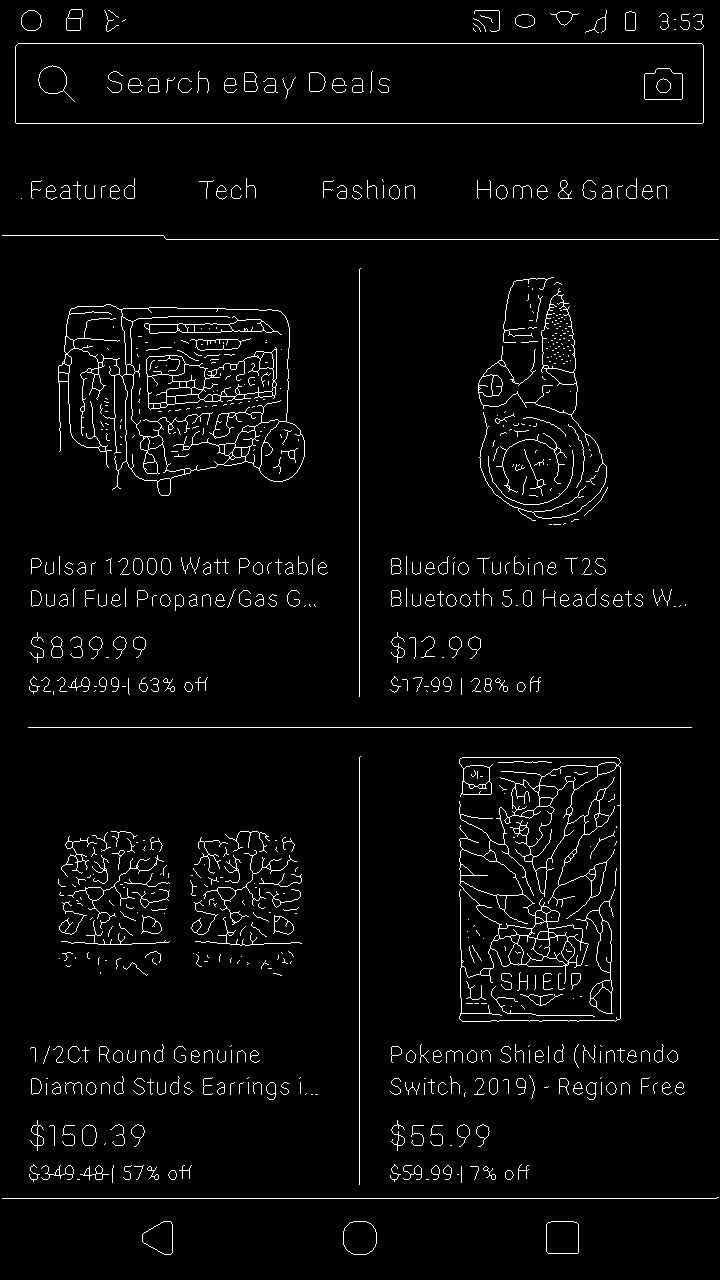 3:53
Search eBay Deals
Featured Tech Fashion Home & Garden
Pulsar 12000 Watt Portable
Dual Fuel Propane/Gas G...
$839.99
$2,249.99 | 63% off
Bluedio Turbine T2S
Bluetooth 5.0 Headsets W...
$12.99
$17.99 | 28% off
SHIELD
1/2Ct Round Genuine
Diamond Studs Earrings i...
$150.39
$349.48 | 57% off
Pokemon Shield (Nintendo
Switch, 2019) - Region Free
$55.99
$59.99 | 7% off